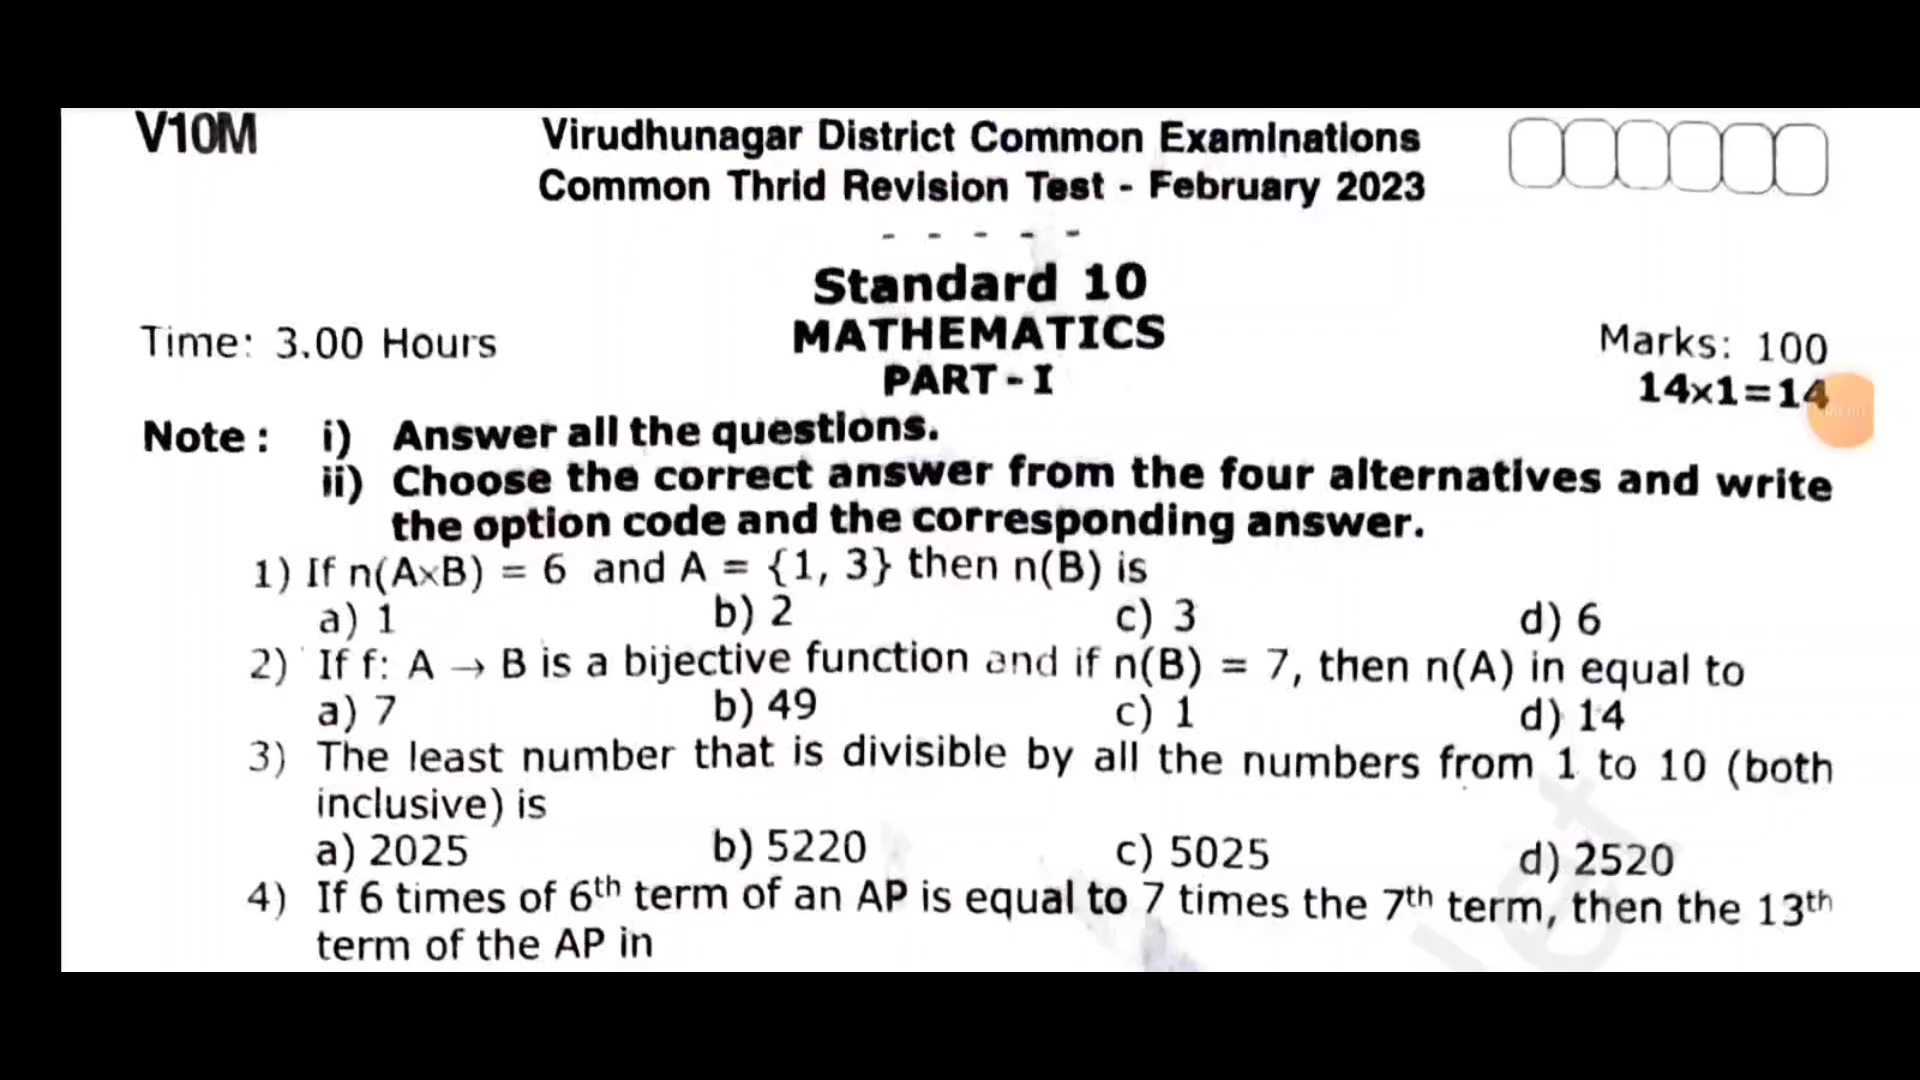 V10M
Virudhunagar District Common Examinations
Common Thrid Revision Test - February 2023
- - - - -
Standard 10
MATHEMATICS
Time: 3.00 Hours
Marks: 100
PART - I
14x1=14
Note : i) Answer all the questions.
ii) Choose the correct answer from the four alternatives and write
the option code and the corresponding answer.
1) If n(A×B) = 6 and A = {1, 3} then n(B) is
a) 1 b) 2 c) 3 d) 6
2) If f: A → B is a bijective function and if n(B) = 7, then n(A) in equal to
a) 7 b) 49 c) 1 d) 14
3) The least number that is divisible by all the numbers from 1 to 10 (both
inclusive) is
a) 2025 b) 5220 c) 5025 d) 2520
4) If 6 times of 6th term of an AP is equal to 7 times the 7th term, then the 13th
term of the AP in